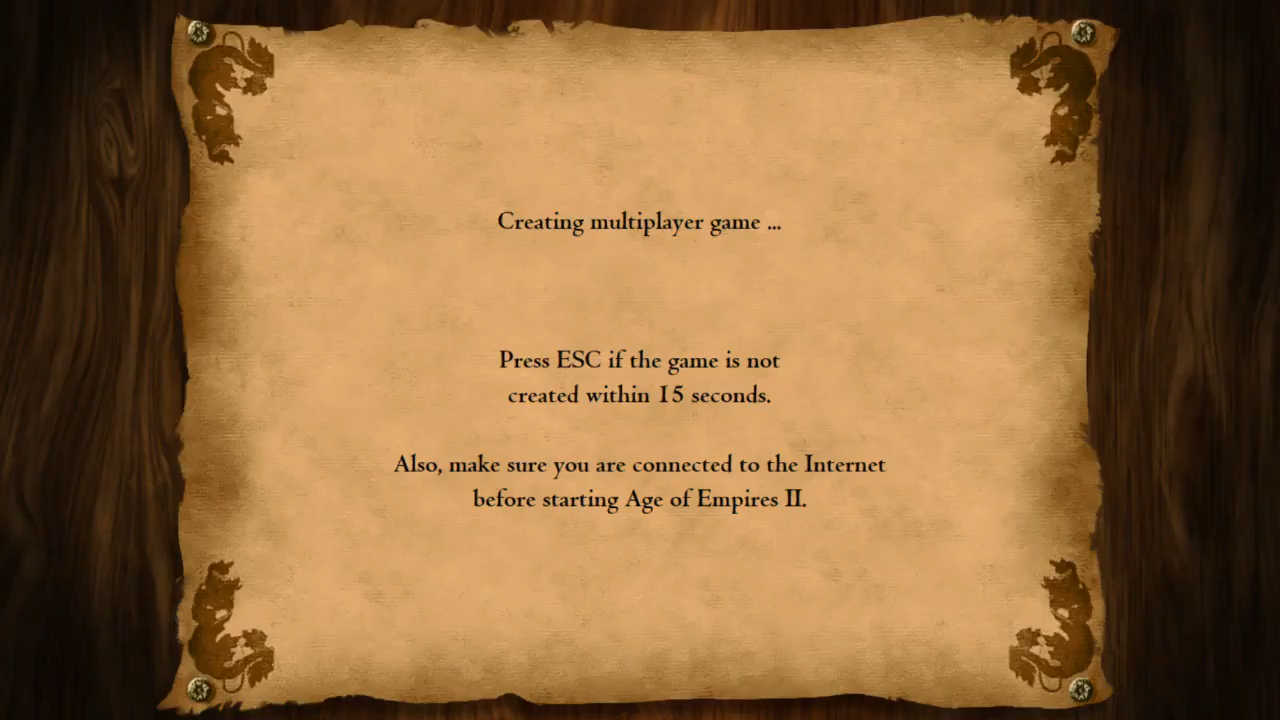 Creating multiplayer game ...
Press ESC if the game is not
created within 15 seconds.
Also, make sure you are connected to the Internet
before starting Age of Empires II.